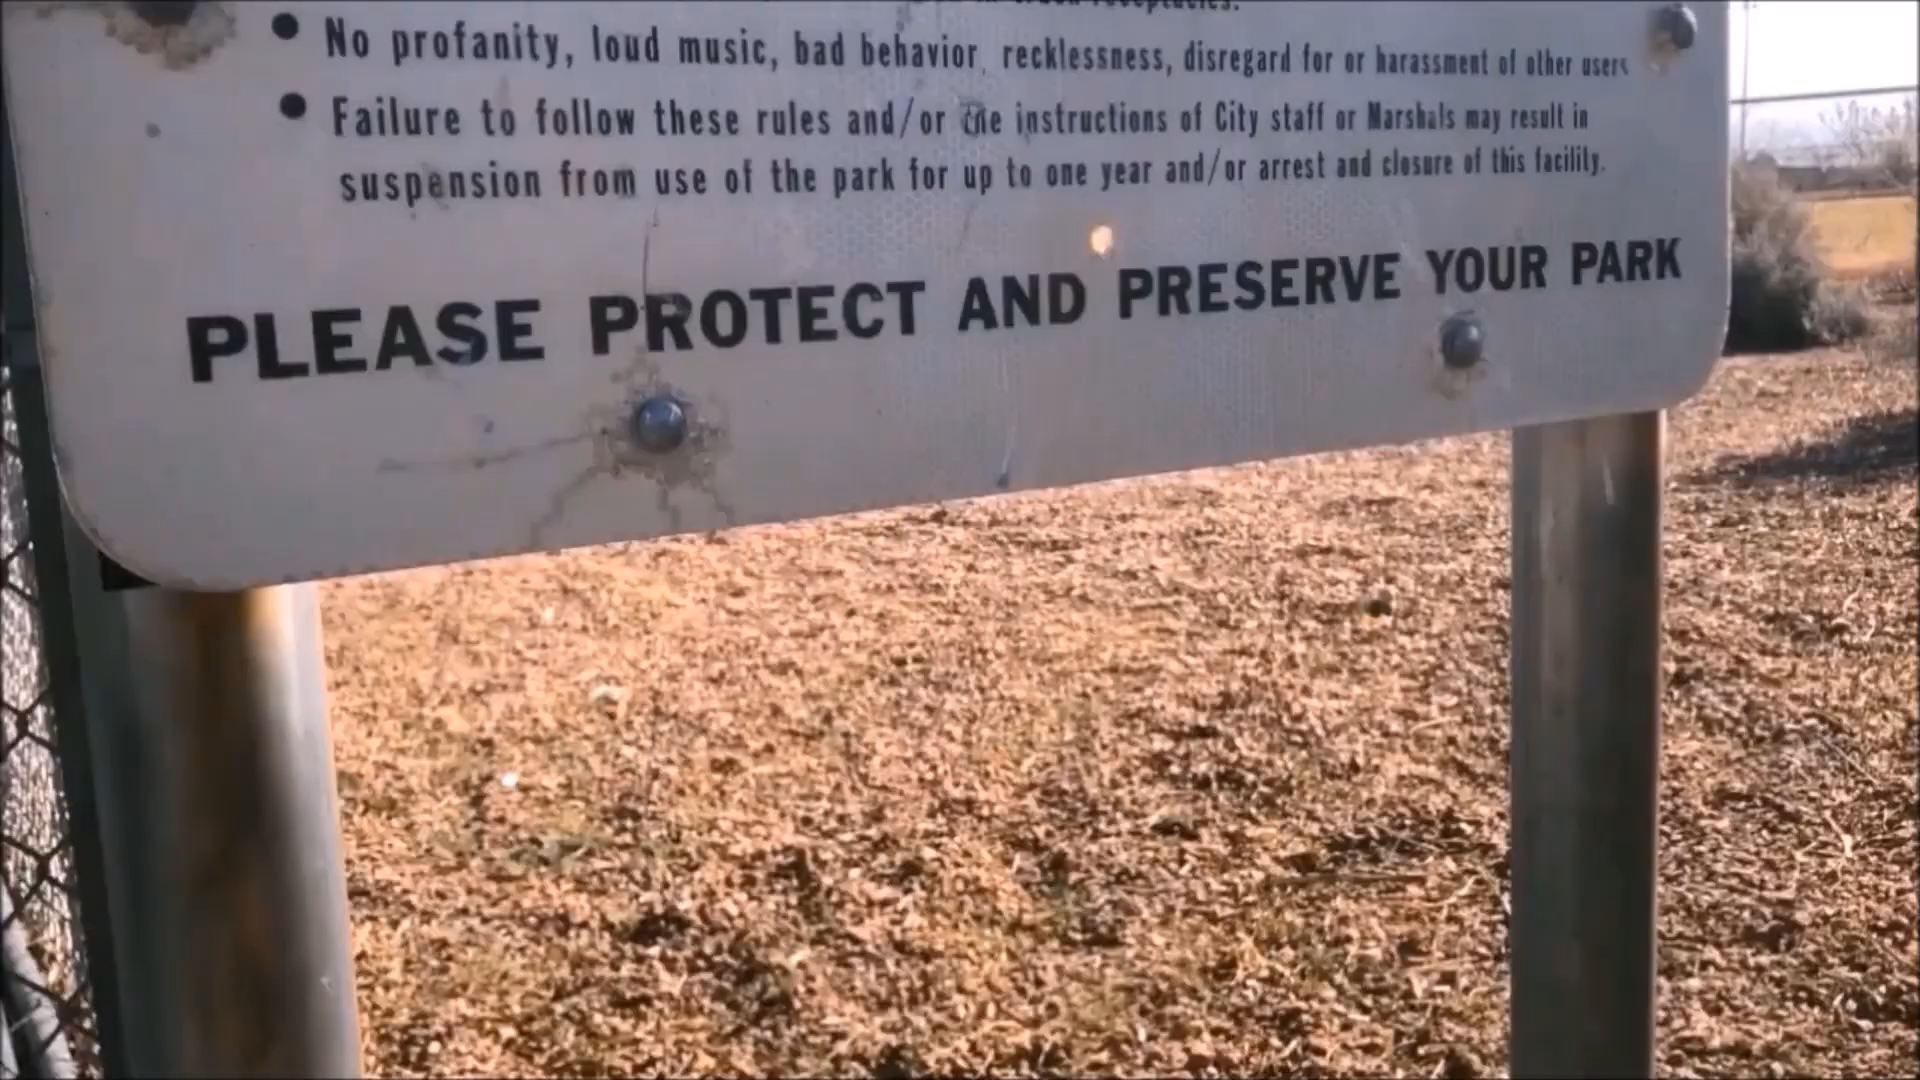 receptacles.
● No profanity, loud music, bad behavior, recklessness, disregard for or harassment of other users
● Failure to follow these rules and/or the instructions of City staff or Marshals may result in
suspension from use of the park for up to one year and/or arrest and closure of this facility.
PLEASE PROTECT AND PRESERVE YOUR PARK